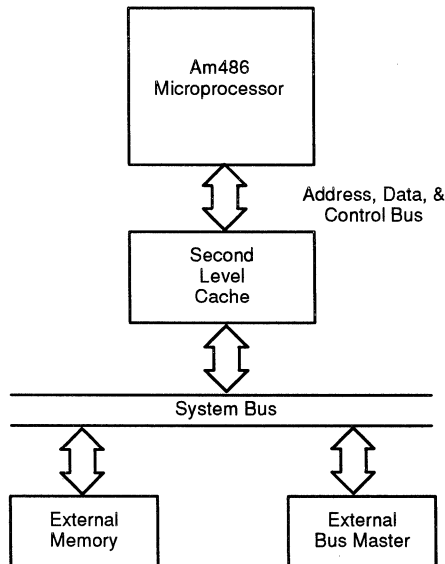 Am486
Microprocessor
Address, Data, &
Control Bus
Second
Level
Cache
System Bus
External
Memory
External
Bus Master